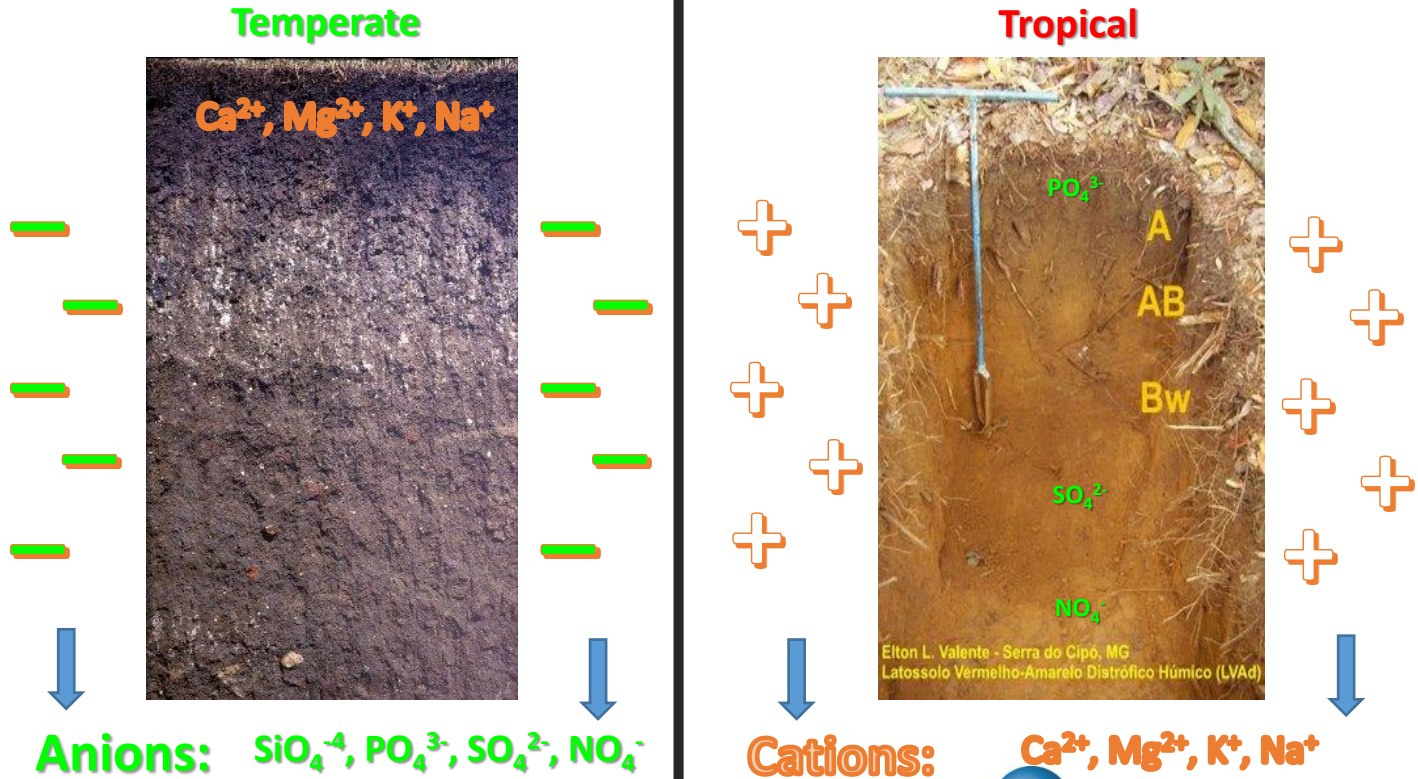 Temperate
Ca²⁺, Mg²⁺, K⁺, Na⁺
Anions: SiO₄⁻⁴, PO₄³⁻, SO₄²⁻, NO₄⁻
Tropical
PO₄³⁻
A
AB
Bw
SO₄²⁻
NO₄⁻
Elton L. Valente - Serra do Cipó, MG
Latossolo Vermelho-Amarelo Distrófico Húmico (LVAd)
Cations: Ca²⁺, Mg²⁺, K⁺, Na⁺